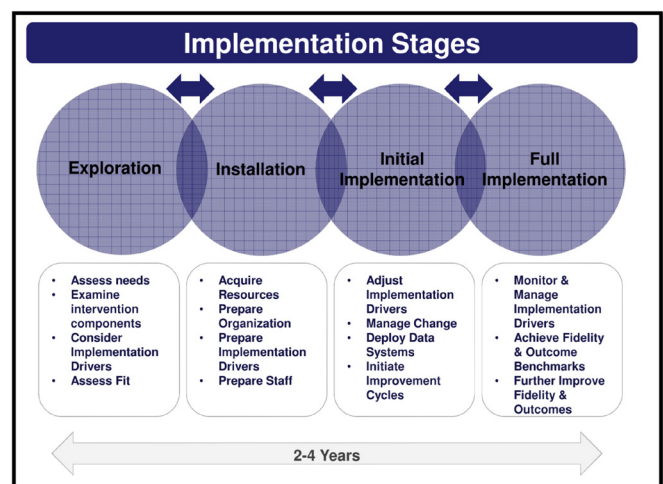 Implementation Stages
Exploration
Installation
Initial
Implementation
Full
Implementation
• Assess needs
• Examine
intervention
components
• Consider
Implementation
Drivers
• Assess Fit
• Acquire
Resources
• Prepare
Organization
• Prepare
Implementation
Drivers
• Prepare Staff
• Adjust
Implementation
Drivers
• Manage Change
• Deploy Data
Systems
• Initiate
Improvement
Cycles
• Monitor &
Manage
Implementation
Drivers
• Achieve Fidelity
& Outcome
Benchmarks
• Further Improve
Fidelity &
Outcomes
2-4 Years